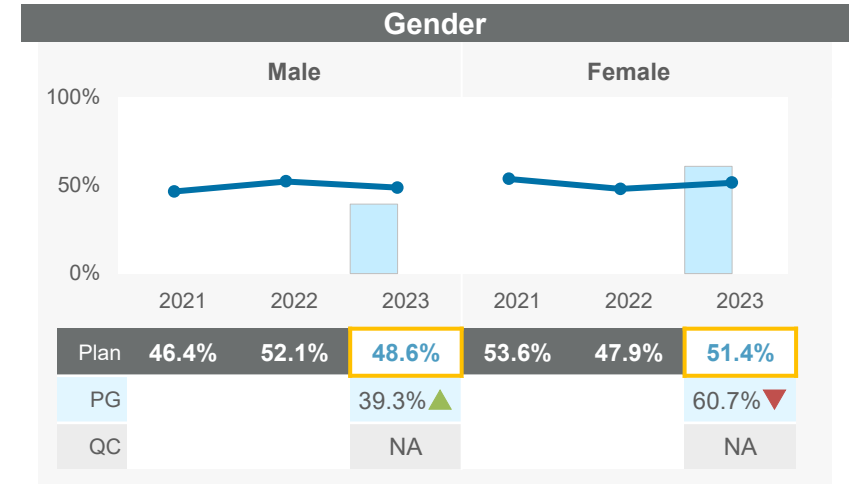 Gender
Male Female
100%
50%
0%
2021 2022 2023 2021 2022 2023
Plan 46.4% 52.1% 48.6% 53.6% 47.9% 51.4%
PG 39.3% 60.7%
QC NA NA